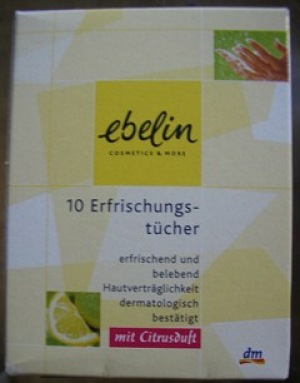 ebelin
COSMETICS & MORE
10 Erfrischungs-
tücher
erfrischend und
belebend
Hautverträglichkeit
dermatologisch
bestätigt
mit Citrusduft
dm